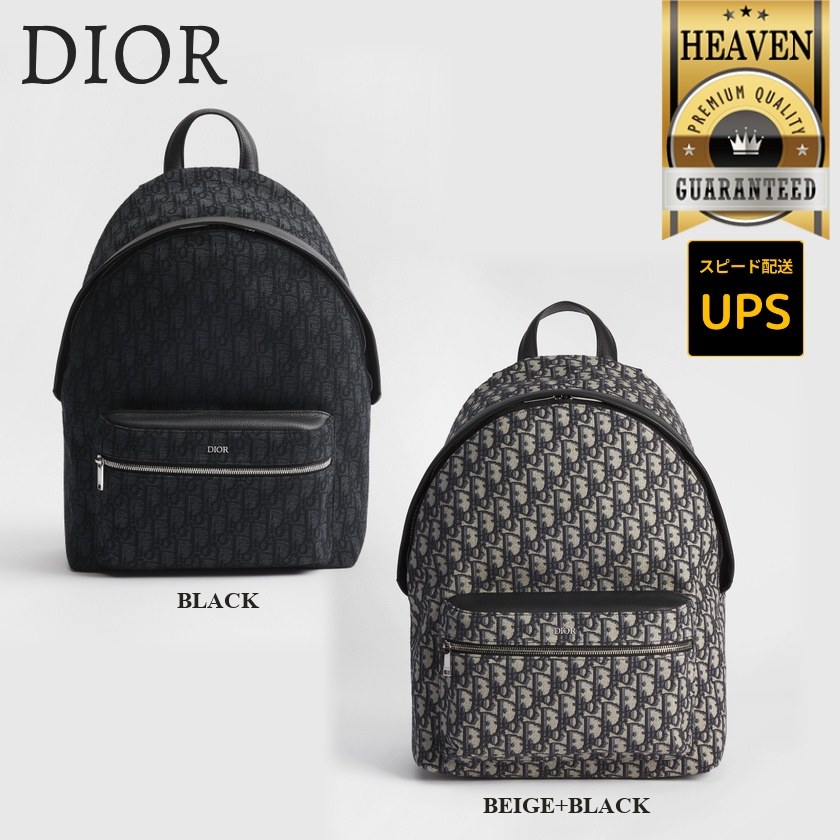 DIOR
HEAVEN
PREMIUM QUALITY
GUARANTEED
スピード配送
UPS
DIOR
BLACK
DIOR
BEIGE+BLACK